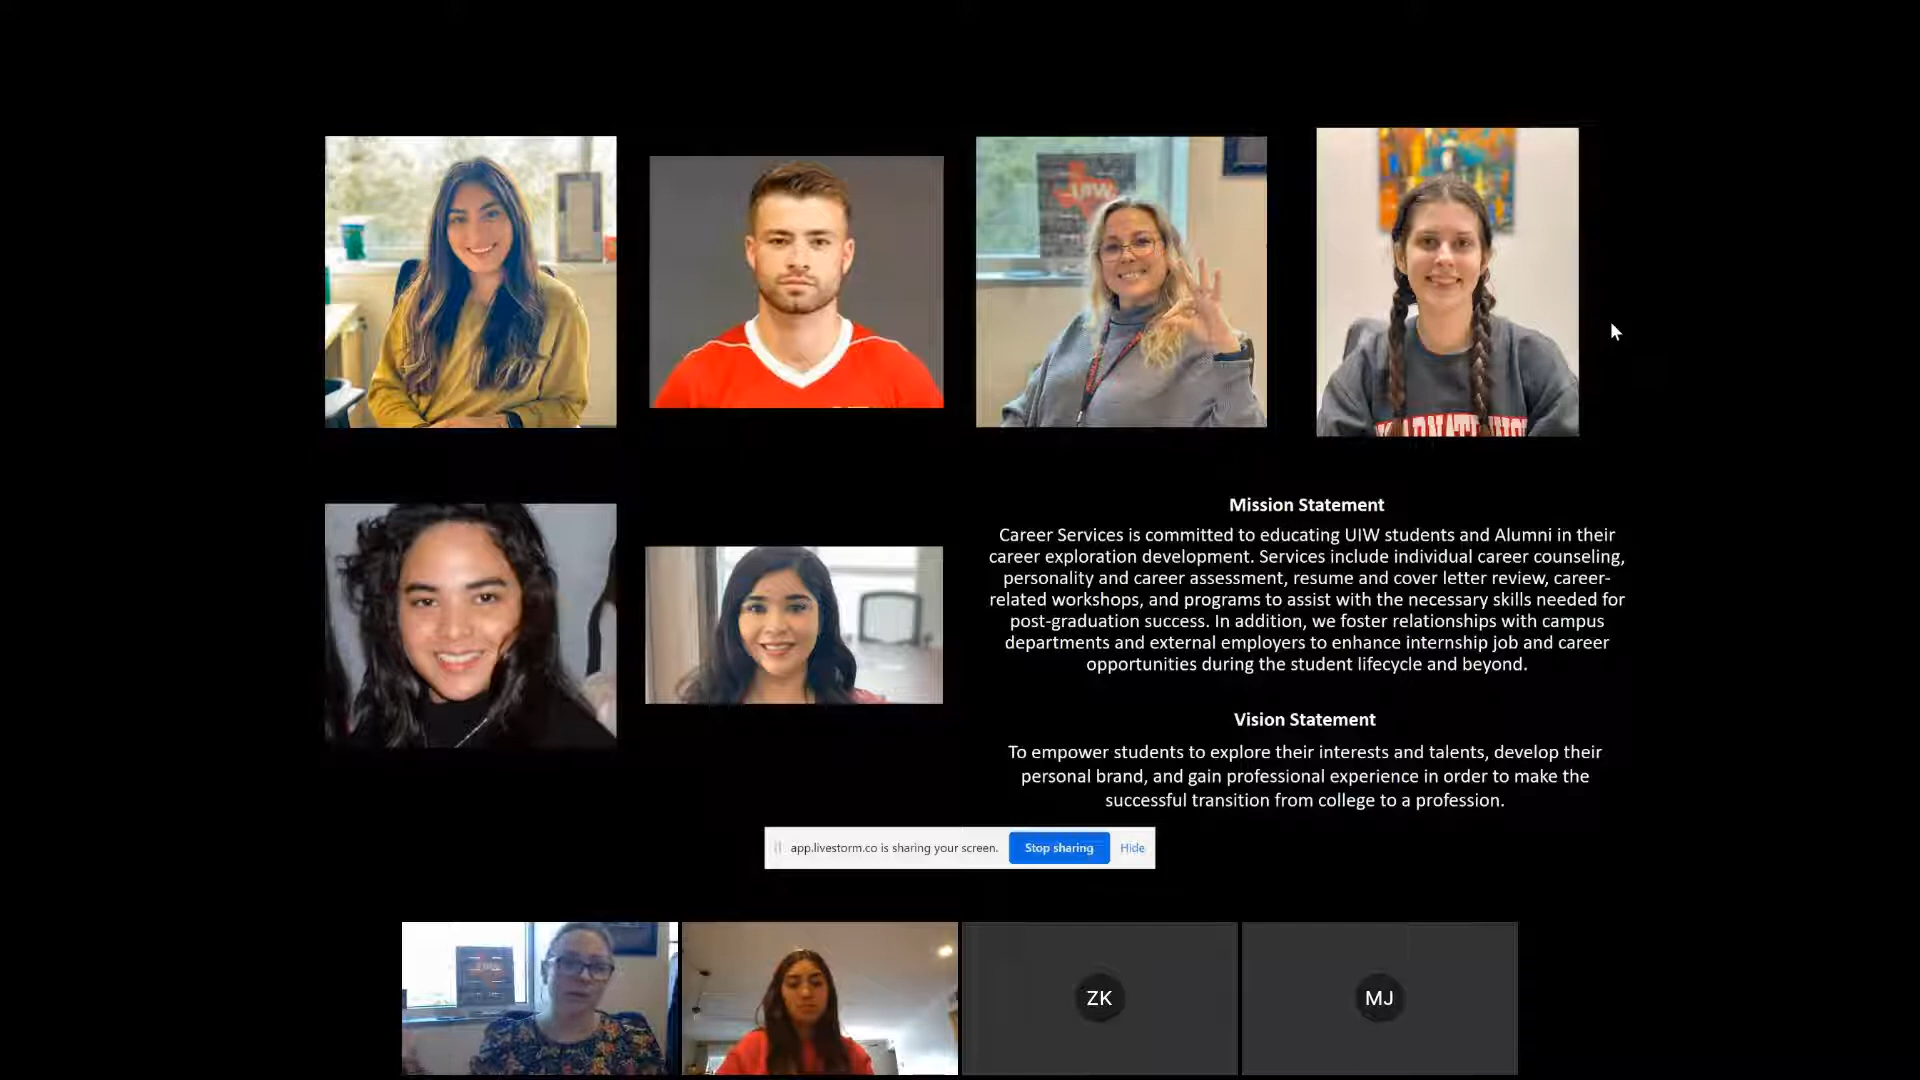 UIW
Mission Statement
Career Services is committed to educating UIW students and Alumni in their
career exploration development. Services include individual career counseling,
personality and career assessment, resume and cover letter review, career-
related workshops, and programs to assist with the necessary skills needed for
post-graduation success. In addition, we foster relationships with campus
departments and external employers to enhance internship job and career
opportunities during the student lifecycle and beyond.
Vision Statement
To empower students to explore their interests and talents, develop their
personal brand, and gain professional experience in order to make the
successful transition from college to a profession.
app.livestorm.co is sharing your screen.
Stop sharing
Hide
ZK
MJ